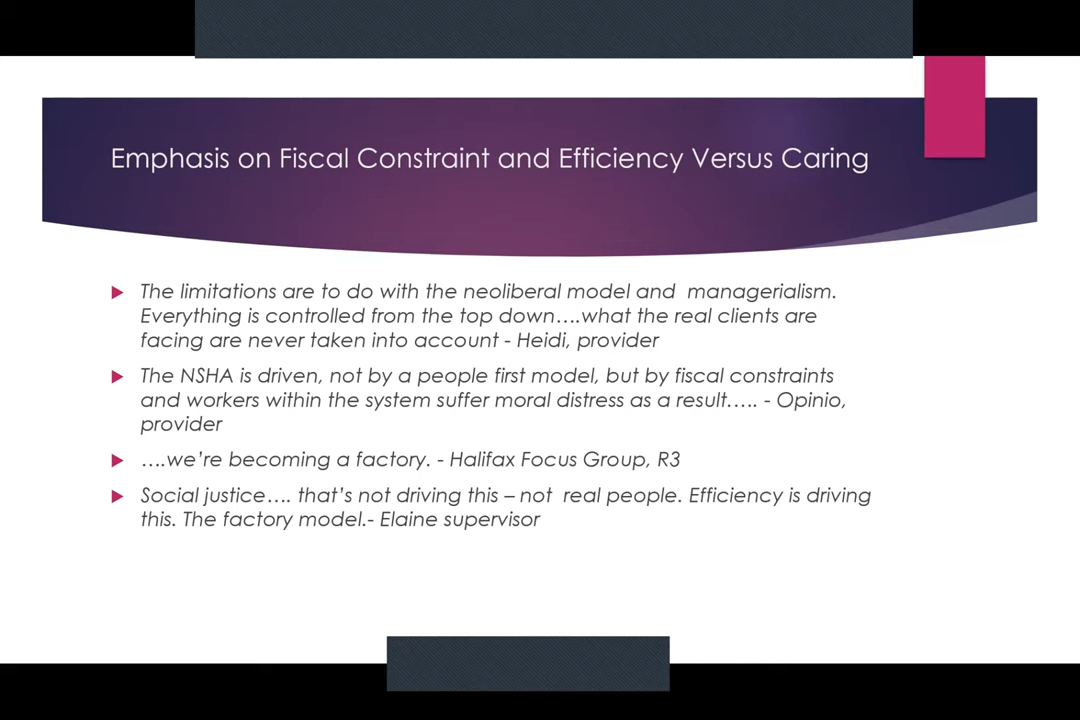 Emphasis on Fiscal Constraint and Efficiency Versus Caring
The limitations are to do with the neoliberal model and  managerialism.
Everything is controlled from the top down….what the real clients are
facing are never taken into account - Heidi, provider
The NSHA is driven, not by a people first model, but by fiscal constraints
and workers within the system suffer moral distress as a result….. - Opinio,
provider
….we’re becoming a factory. - Halifax Focus Group, R3
Social justice…. that’s not driving this – not  real people. Efficiency is driving
this. The factory model.- Elaine supervisor